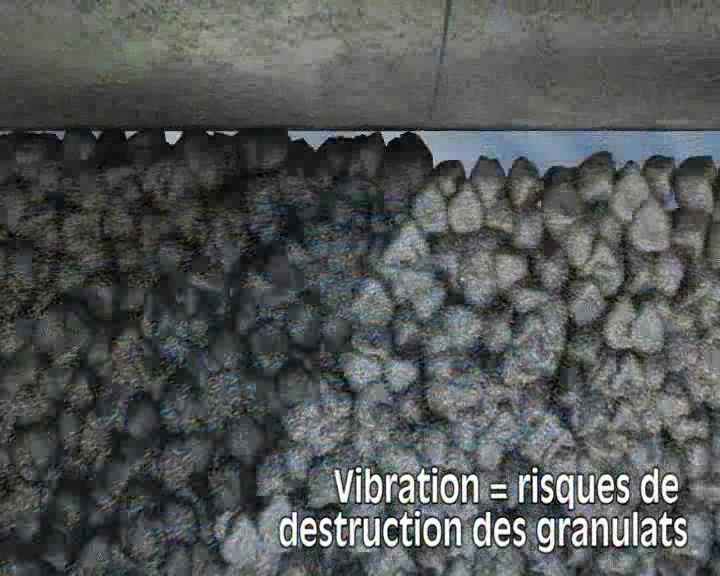 Vibration = risques de
destruction des granulats